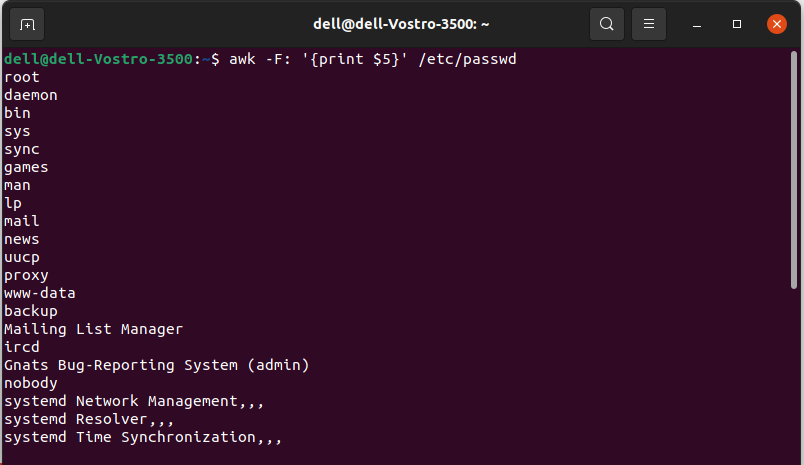 dell@dell-Vostro-3500: ~
dell@dell-Vostro-3500:~$ awk -F: '{print $5}' /etc/passwd
root
daemon
bin
sys
sync
games
man
lp
mail
news
uucp
proxy
www-data
backup
Mailing List Manager
ircd
Gnats Bug-Reporting System (admin)
nobody
systemd Network Management,,,
systemd Resolver,,,
systemd Time Synchronization,,,